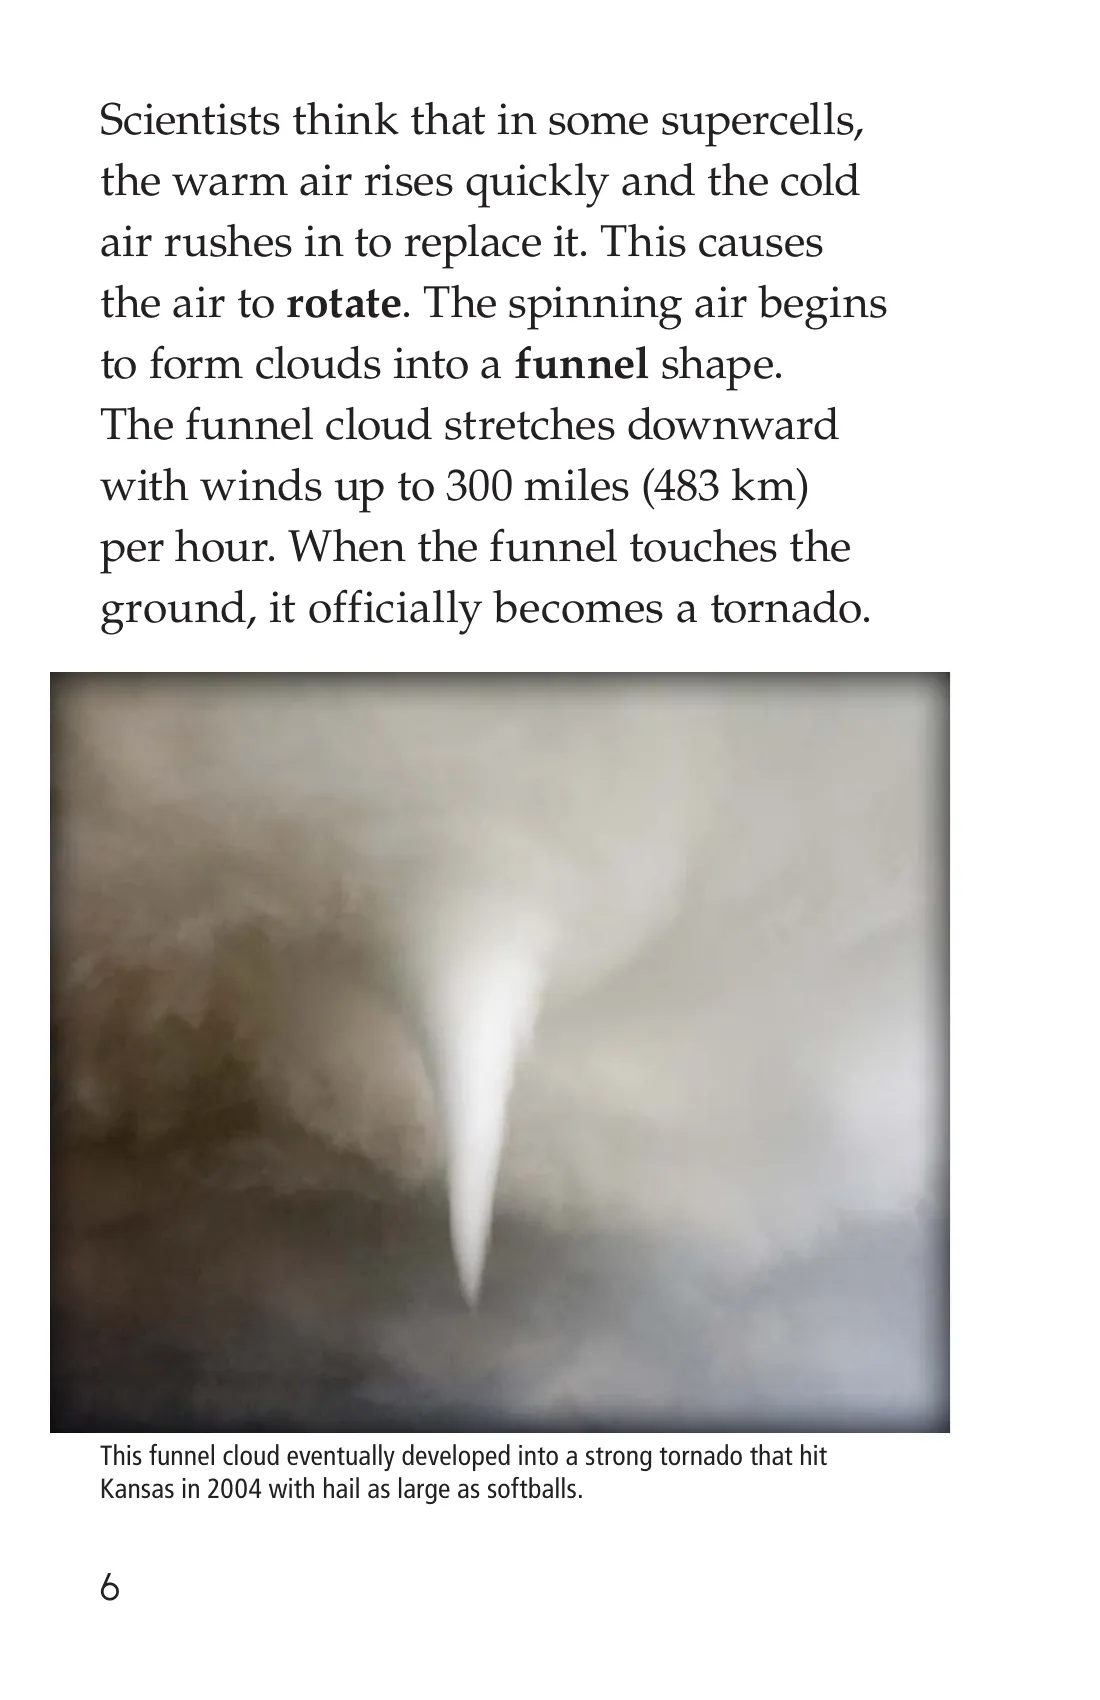 Scientists think that in some supercells,
the warm air rises quickly and the cold
air rushes in to replace it. This causes
the air to rotate. The spinning air begins
to form clouds into a funnel shape.
The funnel cloud stretches downward
with winds up to 300 miles (483 km)
per hour. When the funnel touches the
ground, it officially becomes a tornado.
This funnel cloud eventually developed into a strong tornado that hit
Kansas in 2004 with hail as large as softballs.
6